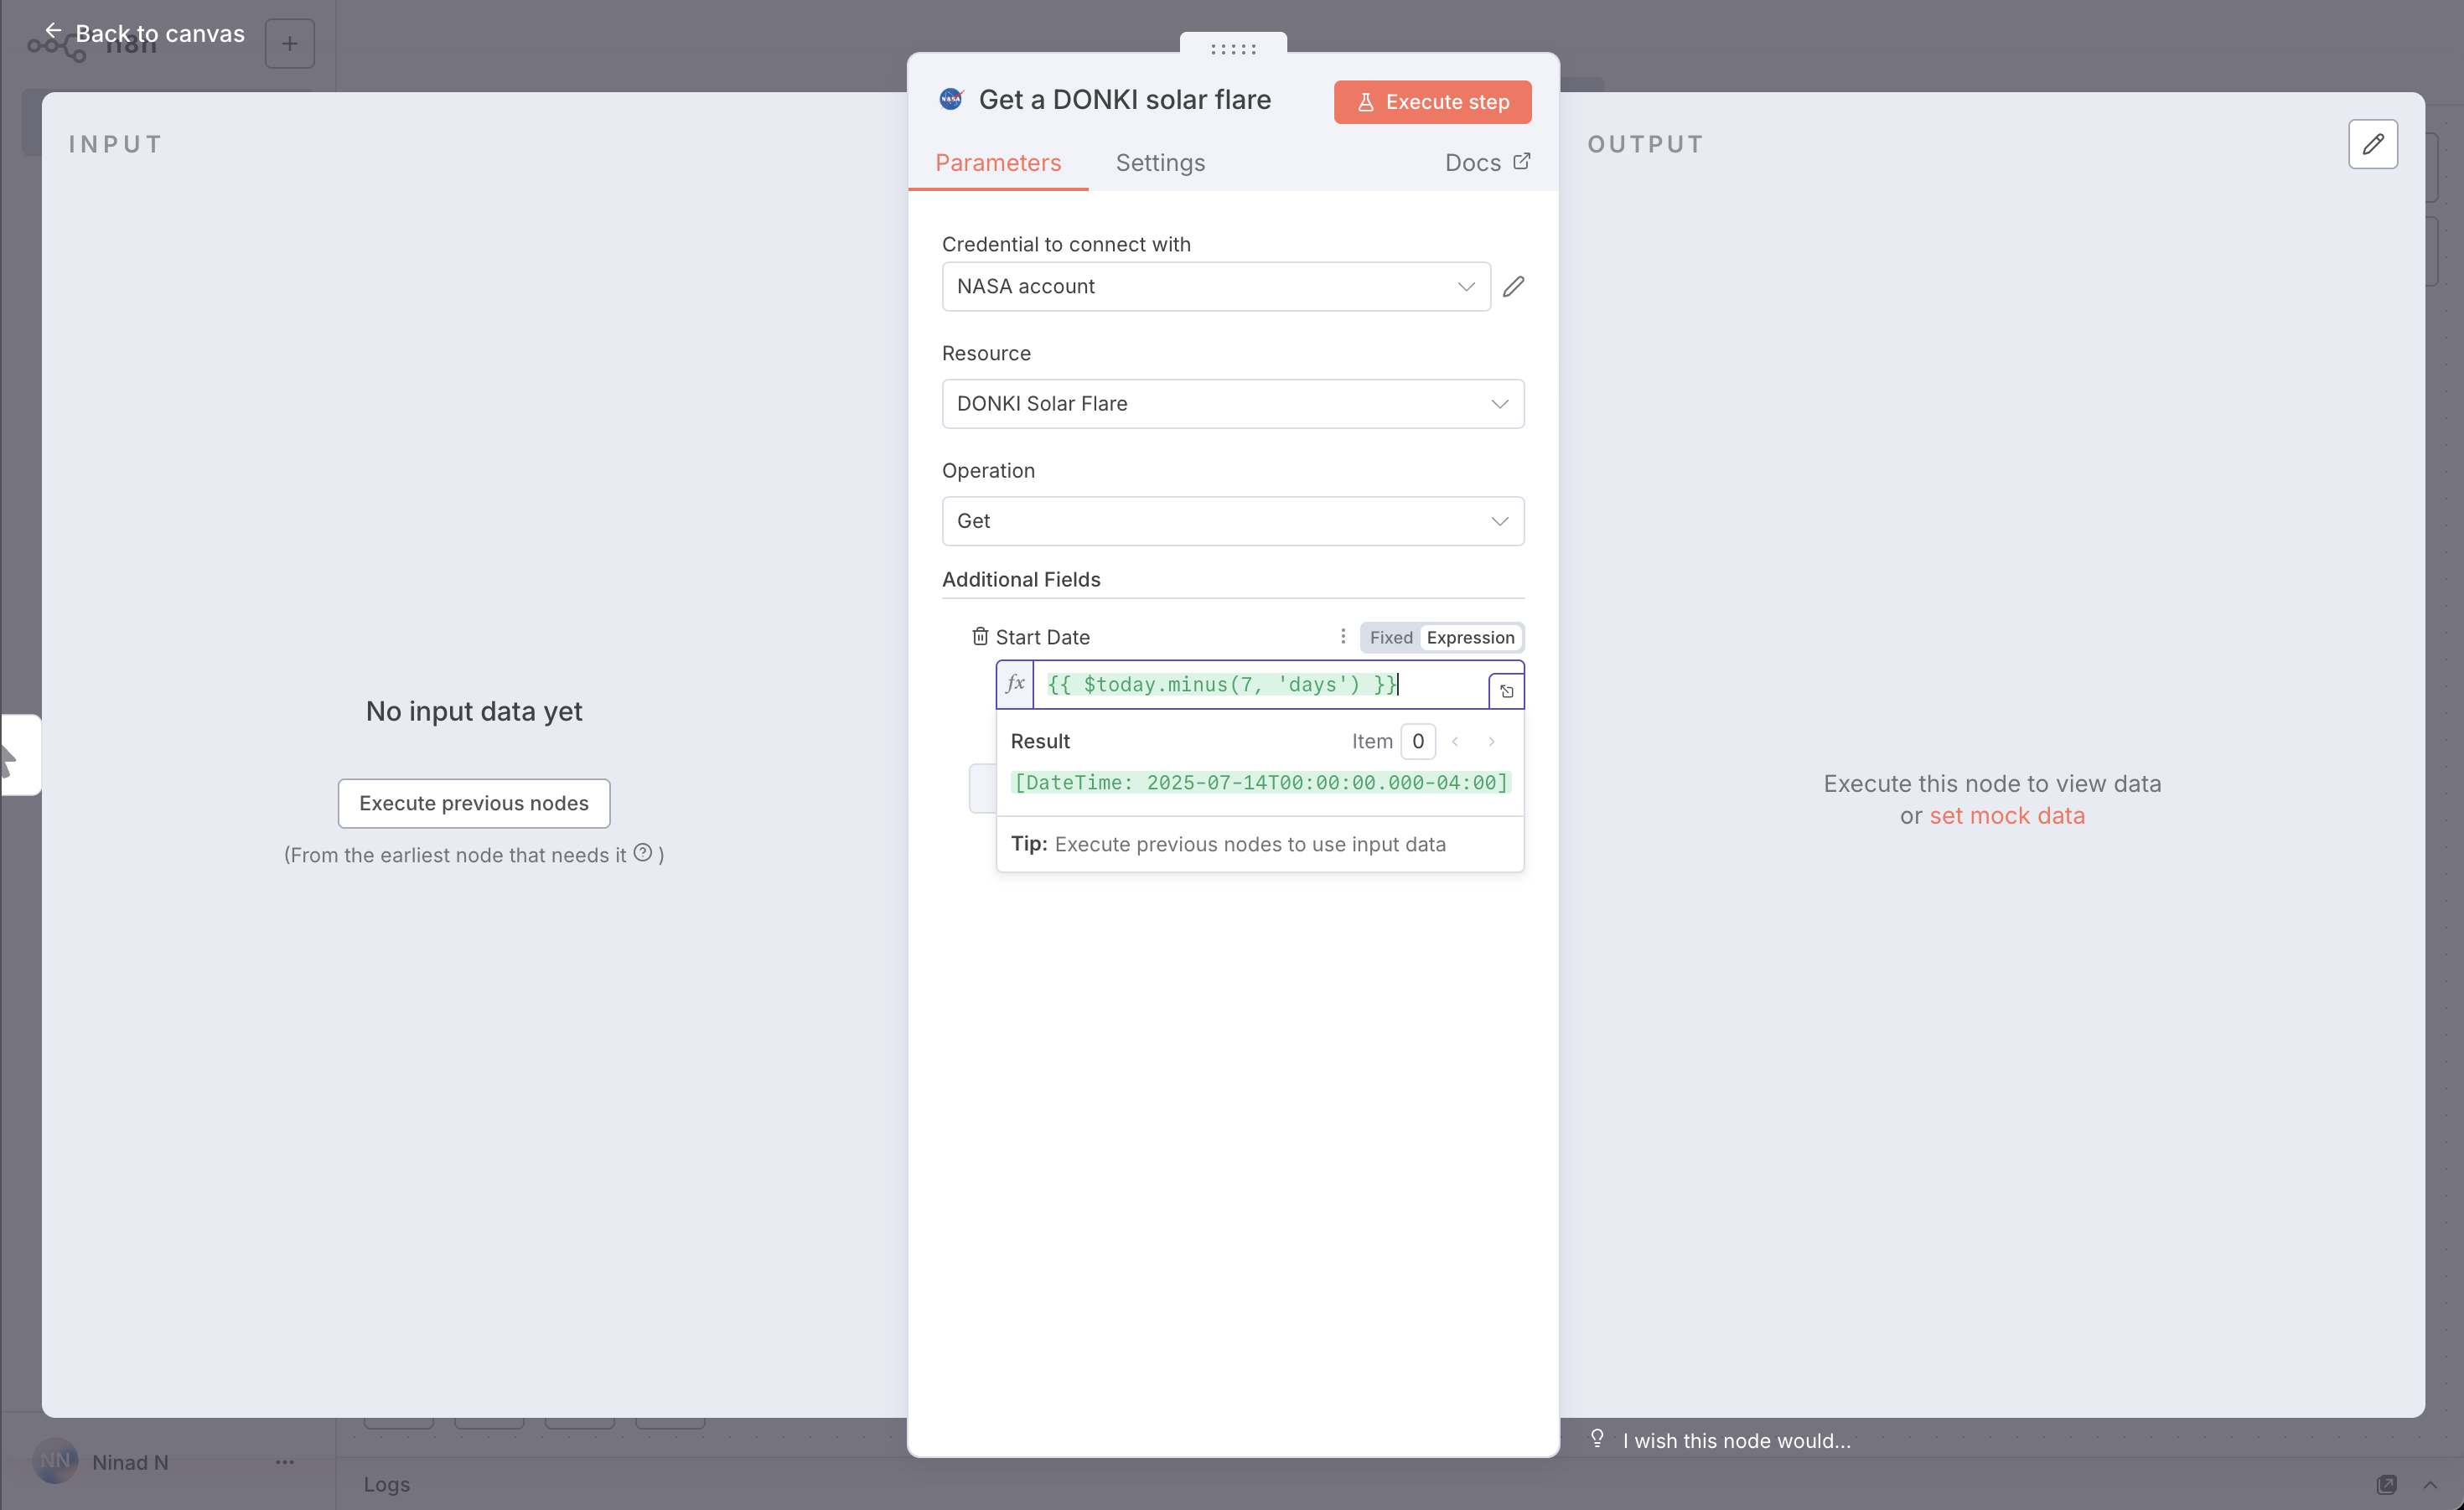 Back to canvas
n8n
INPUT
No input data yet
Execute previous nodes
(From the earliest node that needs it ? )
NASA
Get a DONKI solar flare
Execute step
Parameters
Settings
Docs
Credential to connect with
NASA account
Resource
DONKI Solar Flare
Operation
Get
Additional Fields
Start Date
Fixed
Expression
fx
{{ $today.minus(7, 'days') }}
Result
Item 0
[DateTime: 2025-07-14T00:00:00.000-04:00]
Tip: Execute previous nodes to use input data
OUTPUT
Execute this node to view data
or set mock data
I wish this node would...
NN
Ninad N
Logs